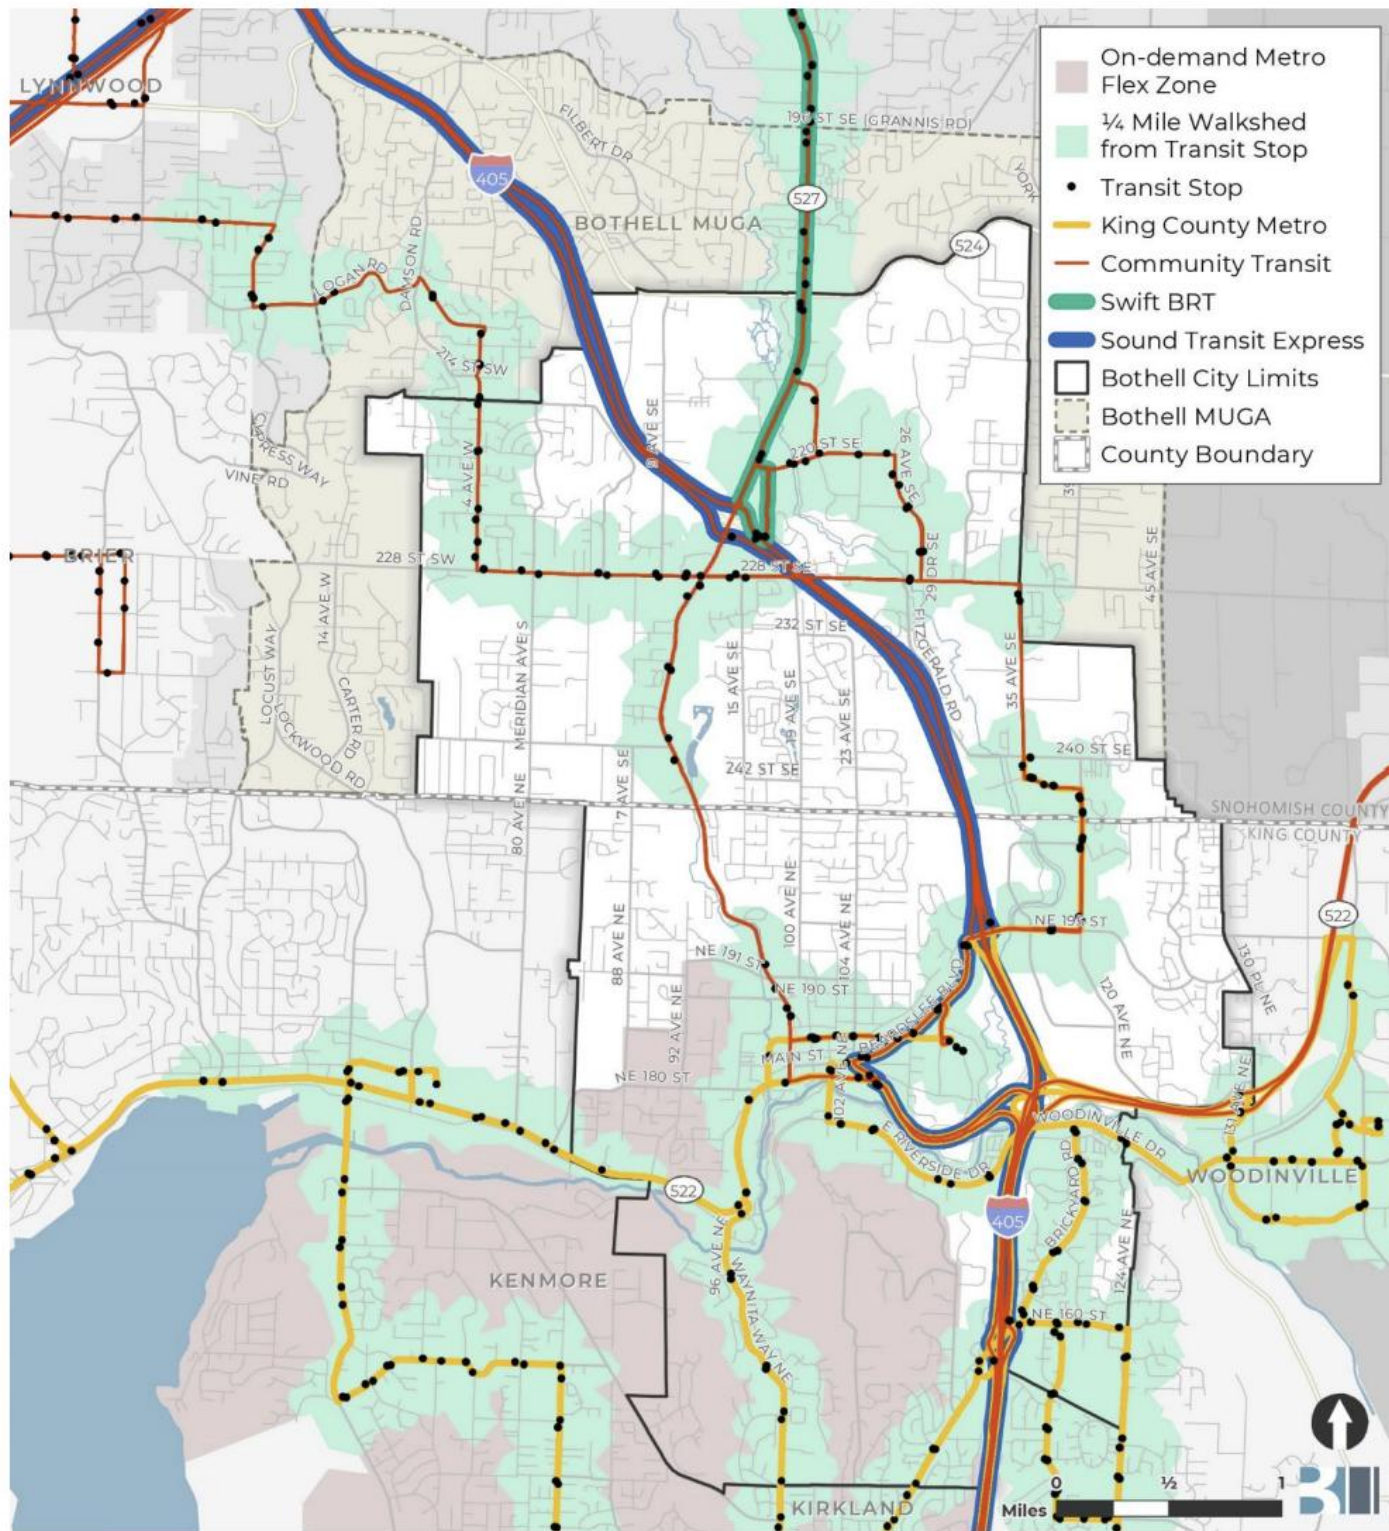 On-demand Metro
Flex Zone
¼ Mile Walkshed
from Transit Stop
Transit Stop
King County Metro
Community Transit
Swift BRT
Sound Transit Express
Bothell City Limits
Bothell MUGA
County Boundary
LYNNWOOD
FILBERT DR
196 ST SE (GRANNIS RD)
405
YORK
527
BOTHELL MUGA
524
DAMSON RD
LOGAN RD
214 ST SW
9 AVE SE
CYPRESS WAY
VINE RD
4 AVE W
220 ST SE
26 AVE SE
BRIER
228 ST SW
228 ST SE
29 DR SE
45 AVE SE
14 AVE W
232 ST SE
FITZGERALD RD
LOCUST WAY
CARTER RD
LOCKWOOD RD
MERIDIAN AVE S
15 AVE SE
19 AVE SE
23 AVE SE
35 AVE SE
240 ST SE
7 AVE SE
242 ST SE
80 AVE NE
SNOHOMISH COUNTY
KING COUNTY
88 AVE NE
100 AVE NE
104 AVE NE
522
NE 191 ST
130 PL NE
NE 190 ST
92 AVE NE
BEARDSLEE BLVD
120 AVE NE
MAIN ST
NE 180 ST
102 AVE NE
131 AVE NE
WOODINVILLE DR
E RIVERSIDE DR
WOODINVILLE
522
BRICKYARD RD
405
124 AVE NE
KENMORE
96 AVE NE
WAYNITA WAY NE
NE 160 ST
KIRKLAND
0 ½ 1
Miles
B